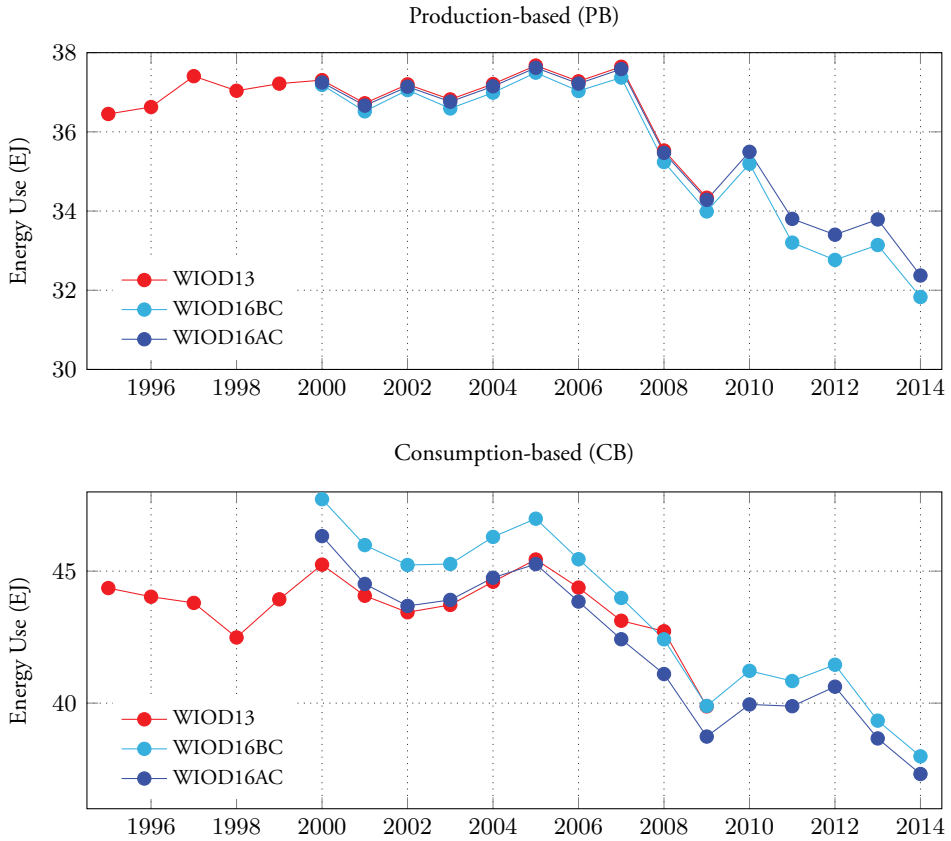 Production-based (PB)
38
36
34
32
30
Energy Use (EJ)
WIOD13
WIOD16BC
WIOD16AC
1996 1998 2000 2002 2004 2006 2008 2010 2012 2014
Consumption-based (CB)
45
40
Energy Use (EJ)
WIOD13
WIOD16BC
WIOD16AC
1996 1998 2000 2002 2004 2006 2008 2010 2012 2014